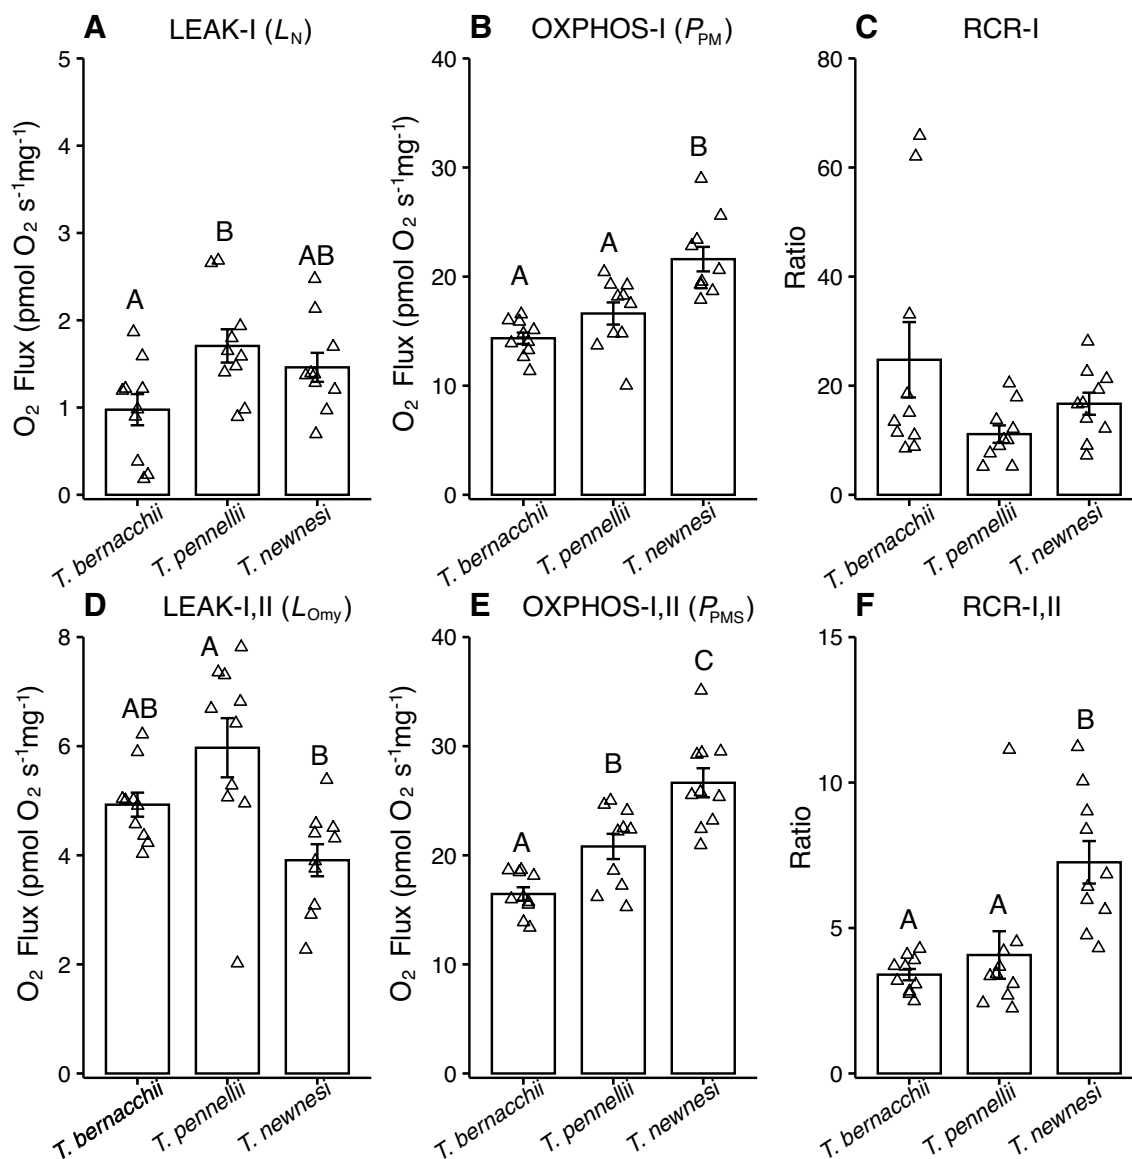 A LEAK-I (L_N)
O₂ Flux (pmol O₂ s⁻¹mg⁻¹)
5
4
3
2
1
0
A
B
AB
T. bernacchii
T. pennellii
T. newnesi
B OXPHOS-I (P_PM)
O₂ Flux (pmol O₂ s⁻¹mg⁻¹)
40
30
20
10
0
A
A
B
T. bernacchii
T. pennellii
T. newnesi
C RCR-I
Ratio
80
60
40
20
0
T. bernacchii
T. pennellii
T. newnesi
D LEAK-I,II (L_Omy)
O₂ Flux (pmol O₂ s⁻¹mg⁻¹)
8
6
4
2
0
AB
A
B
T. bernacchii
T. pennellii
T. newnesi
E OXPHOS-I,II (P_PMS)
O₂ Flux (pmol O₂ s⁻¹mg⁻¹)
40
30
20
10
0
A
B
C
T. bernacchii
T. pennellii
T. newnesi
F RCR-I,II
Ratio
15
10
5
0
A
A
B
T. bernacchii
T. pennellii
T. newnesi